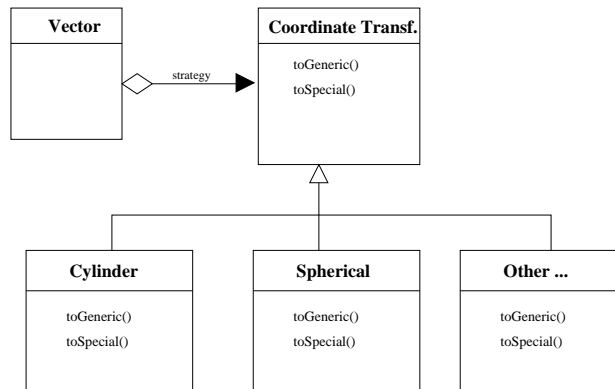 Vector
Coordinate Transf.
toGeneric()
toSpecial()
strategy
Cylinder
toGeneric()
toSpecial()
Spherical
toGeneric()
toSpecial()
Other ...
toGeneric()
toSpecial()